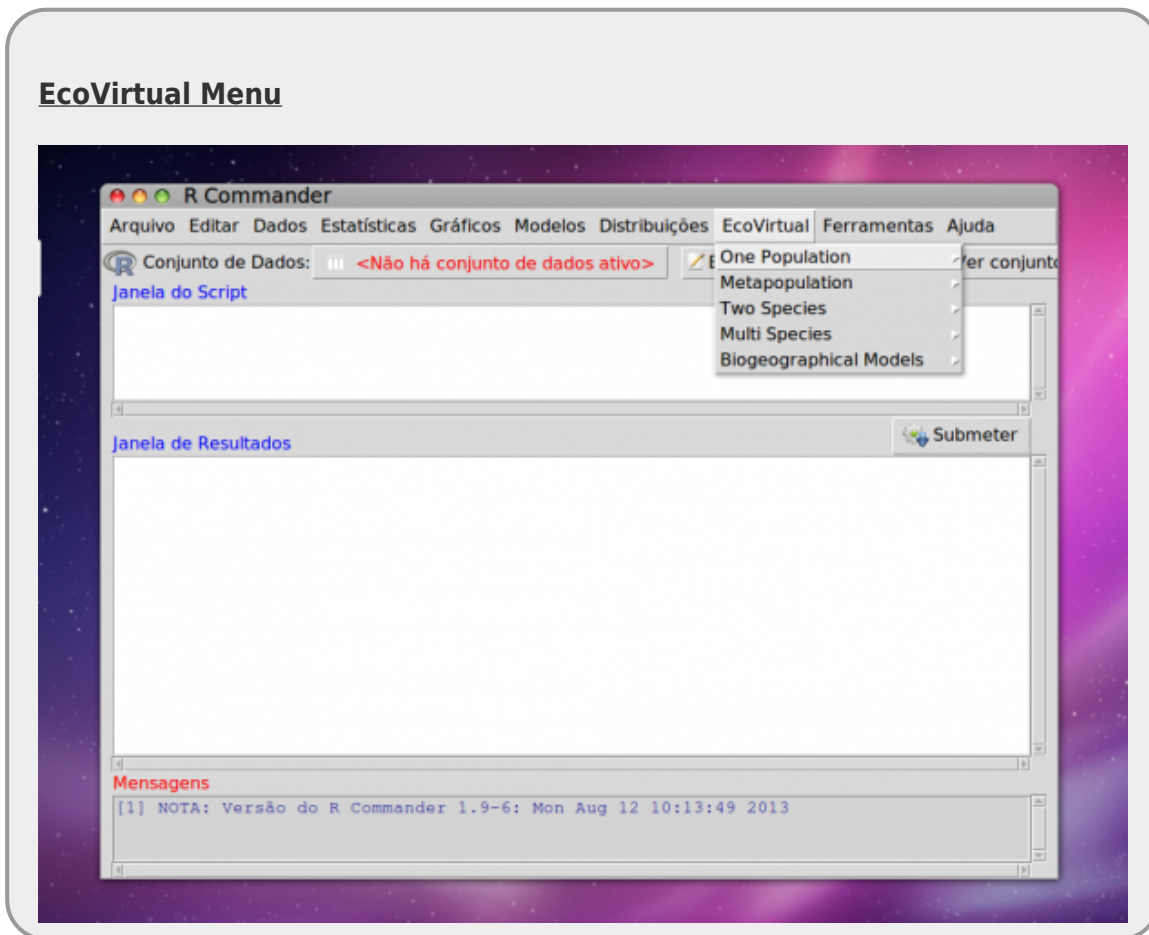 EcoVirtual Menu
R Commander
Arquivo Editar Dados Estatísticas Gráficos Modelos Distribuições EcoVirtual Ferramentas Ajuda
Conjunto de Dados: <Não há conjunto de dados ativo> conjunto
One Population
Metapopulation
Two Species
Multi Species
Biogeographical Models
Janela do Script
Submeter
Janela de Resultados
Mensagens
[1] NOTA: Versão do R Commander 1.9-6: Mon Aug 12 10:13:49 2013